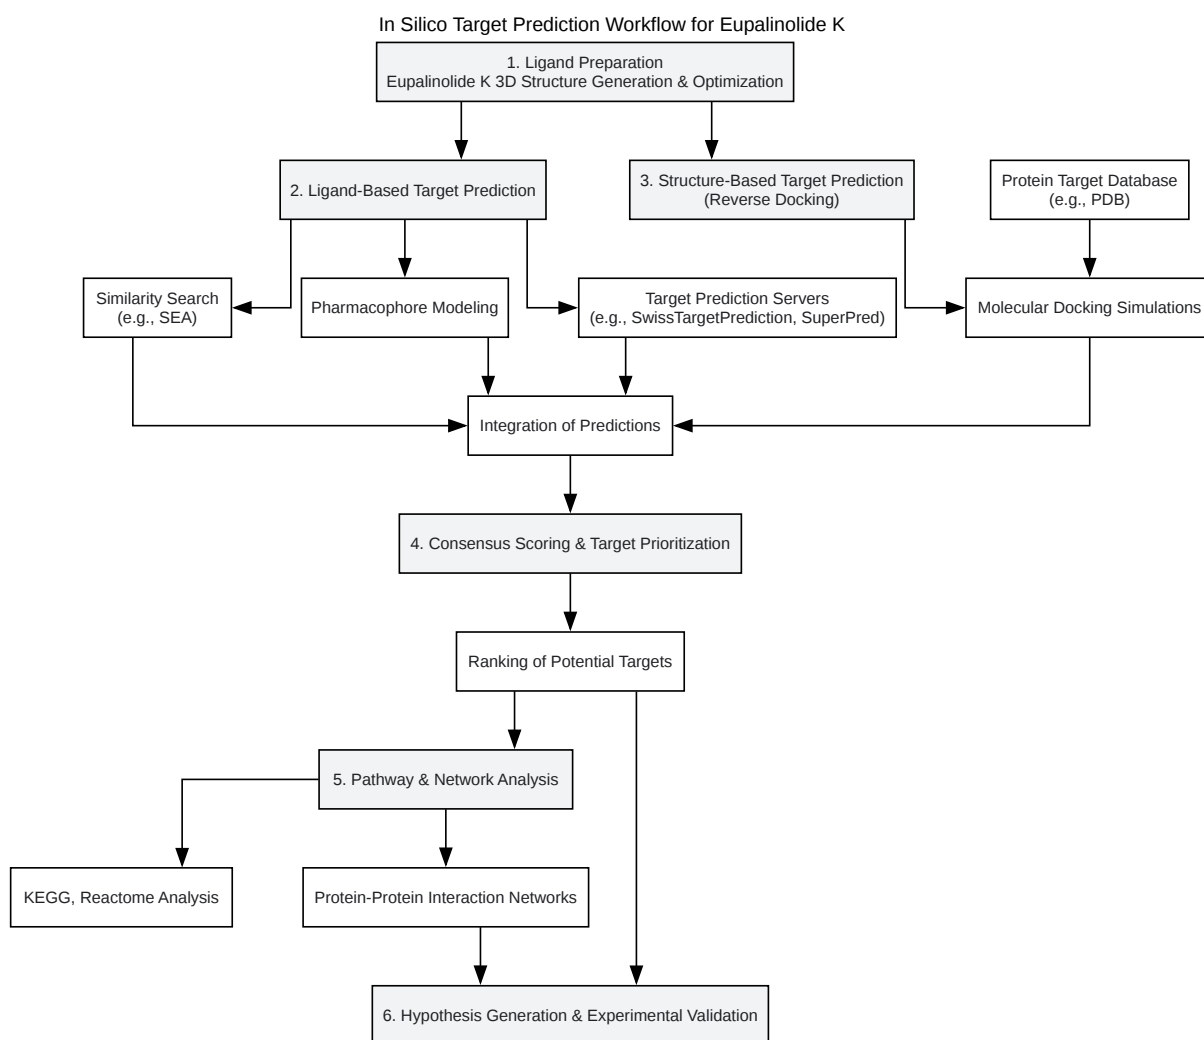 In Silico Target Prediction Workflow for Eupalinolide K
1. Ligand Preparation
Eupalinolide K 3D Structure Generation & Optimization
2. Ligand-Based Target Prediction
3. Structure-Based Target Prediction
(Reverse Docking)
Protein Target Database
(e.g., PDB)
Similarity Search
(e.g., SEA)
Pharmacophore Modeling
Target Prediction Servers
(e.g., SwissTargetPrediction, SuperPred)
Molecular Docking Simulations
Integration of Predictions
4. Consensus Scoring & Target Prioritization
Ranking of Potential Targets
5. Pathway & Network Analysis
KEGG, Reactome Analysis
Protein-Protein Interaction Networks
6. Hypothesis Generation & Experimental Validation